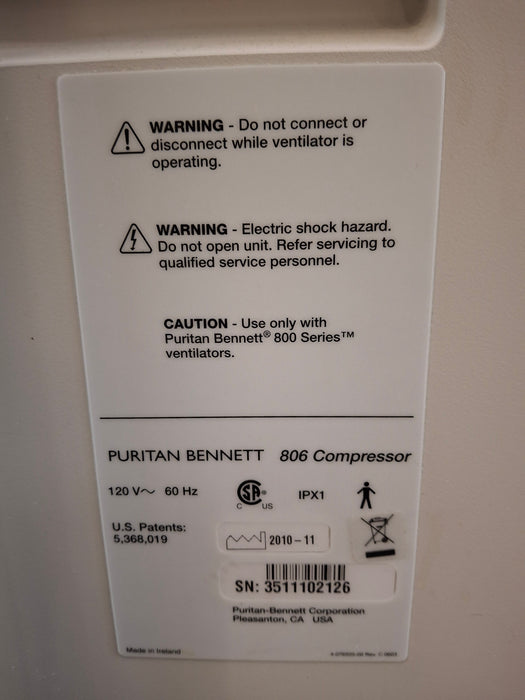 WARNING - Do not connect or
disconnect while ventilator is
operating.
WARNING - Electric shock hazard.
Do not open unit. Refer servicing to
qualified service personnel.
CAUTION - Use only with
Puritan Bennett® 800 Series™
ventilators.
PURITAN BENNETT 806 Compressor
120 V~ 60 Hz
C SA® US
IPX1
U.S. Patents:
5,368,019
2010-11
SN: 3511102126
Puritan-Bennett Corporation
Pleasanton, CA USA
Made in Ireland